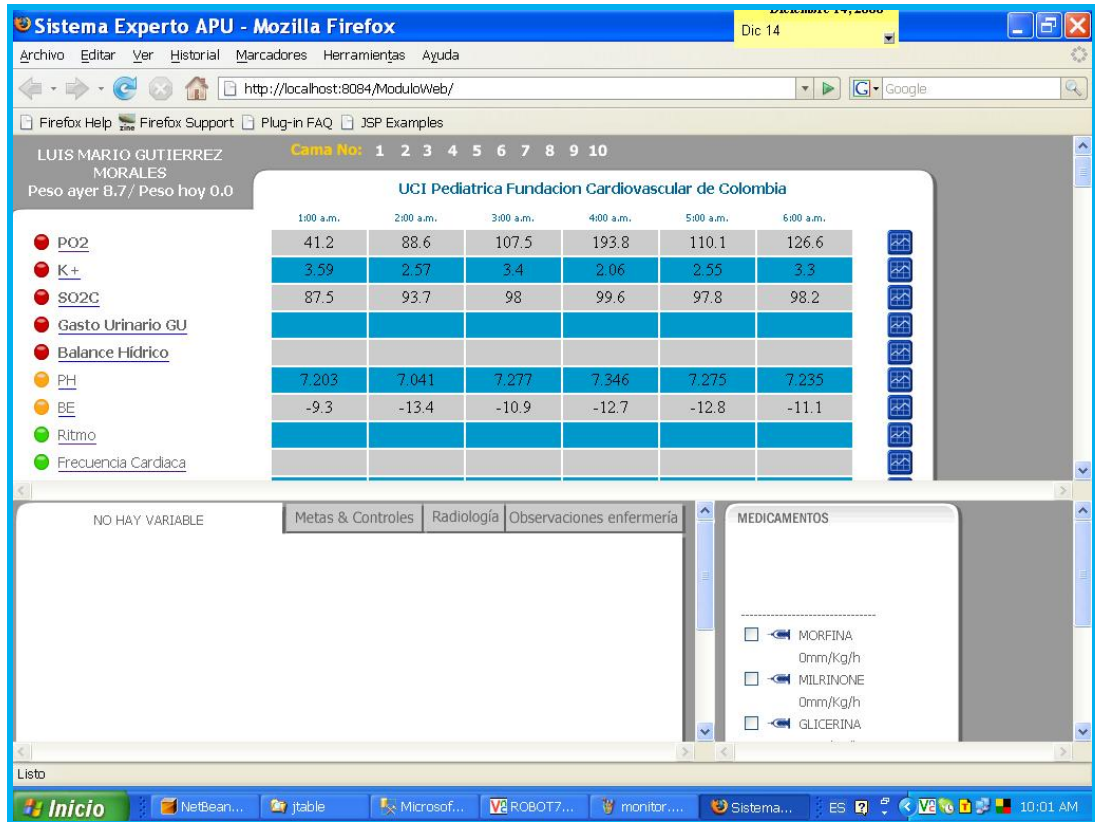 Sistema Experto APU - Mozilla Firefox
Dic 14
Archivo Editar Ver Historial Marcadores Herramientas Ayuda
http://localhost:8084/ModuloWeb/
Google
Firefox Help Firefox Support Plug-in FAQ JSP Examples
LUIS MARIO GUTIERREZ
MORALES
Peso ayer 8.7/ Peso hoy 0.0
Cama No: 1 2 3 4 5 6 7 8 9 10
UCI Pediatrica Fundacion Cardiovascular de Colombia
1:00 a.m. 2:00 a.m. 3:00 a.m. 4:00 a.m. 5:00 a.m. 6:00 a.m.
PO2 41.2 88.6 107.5 193.8 110.1 126.6
K+ 3.59 2.57 3.4 2.06 2.55 3.3
SO2C 87.5 93.7 98 99.6 97.8 98.2
Gasto Urinario GU
Balance Hídrico
PH 7.203 7.041 7.277 7.346 7.275 7.235
BE -9.3 -13.4 -10.9 -12.7 -12.8 -11.1
Ritmo
Frecuencia Cardiaca
NO HAY VARIABLE
Metas & Controles Radiología Observaciones enfermería
MEDICAMENTOS
--------------------------------
MORFINA
0mm/Kg/h
MILRINONE
0mm/Kg/h
GLICERINA
Listo
Inicio NetBean... jtable Microsof... ROBOT7... monitor.... Sistema... ES 10:01 AM